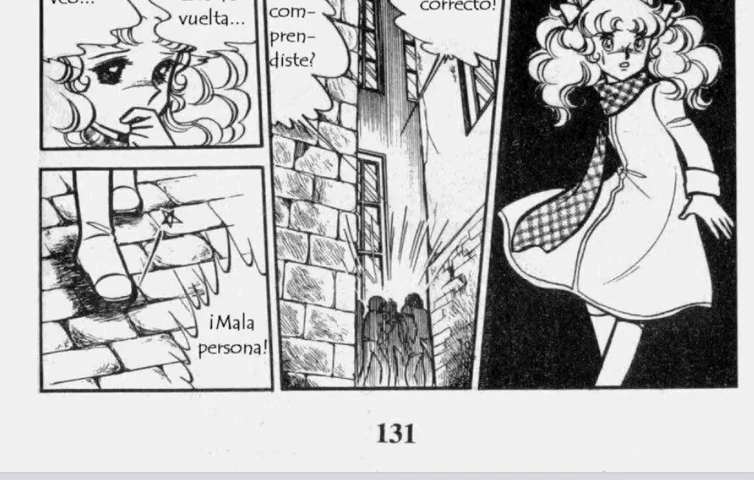 vuelta...
com-
pren-
diste?
correcto!
¡Mala
persona!
131